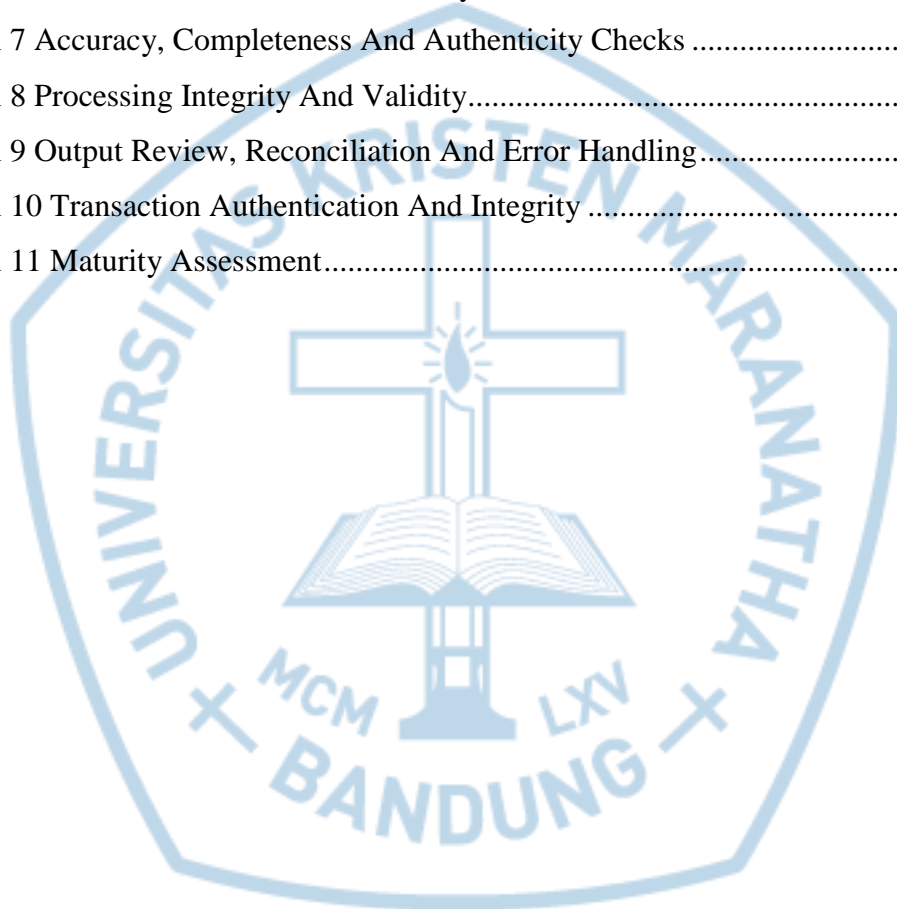 7 Accuracy, Completeness And Authenticity Checks ..........................
8 Processing Integrity And Validity.....................................................
9 Output Review, Reconciliation And Error Handling.........................
10 Transaction Authentication And Integrity .......................................
11 Maturity Assessment.......................................................................
UNIVERSITAS KRISTEN MARANATHA
MCM LXV
BANDUNG